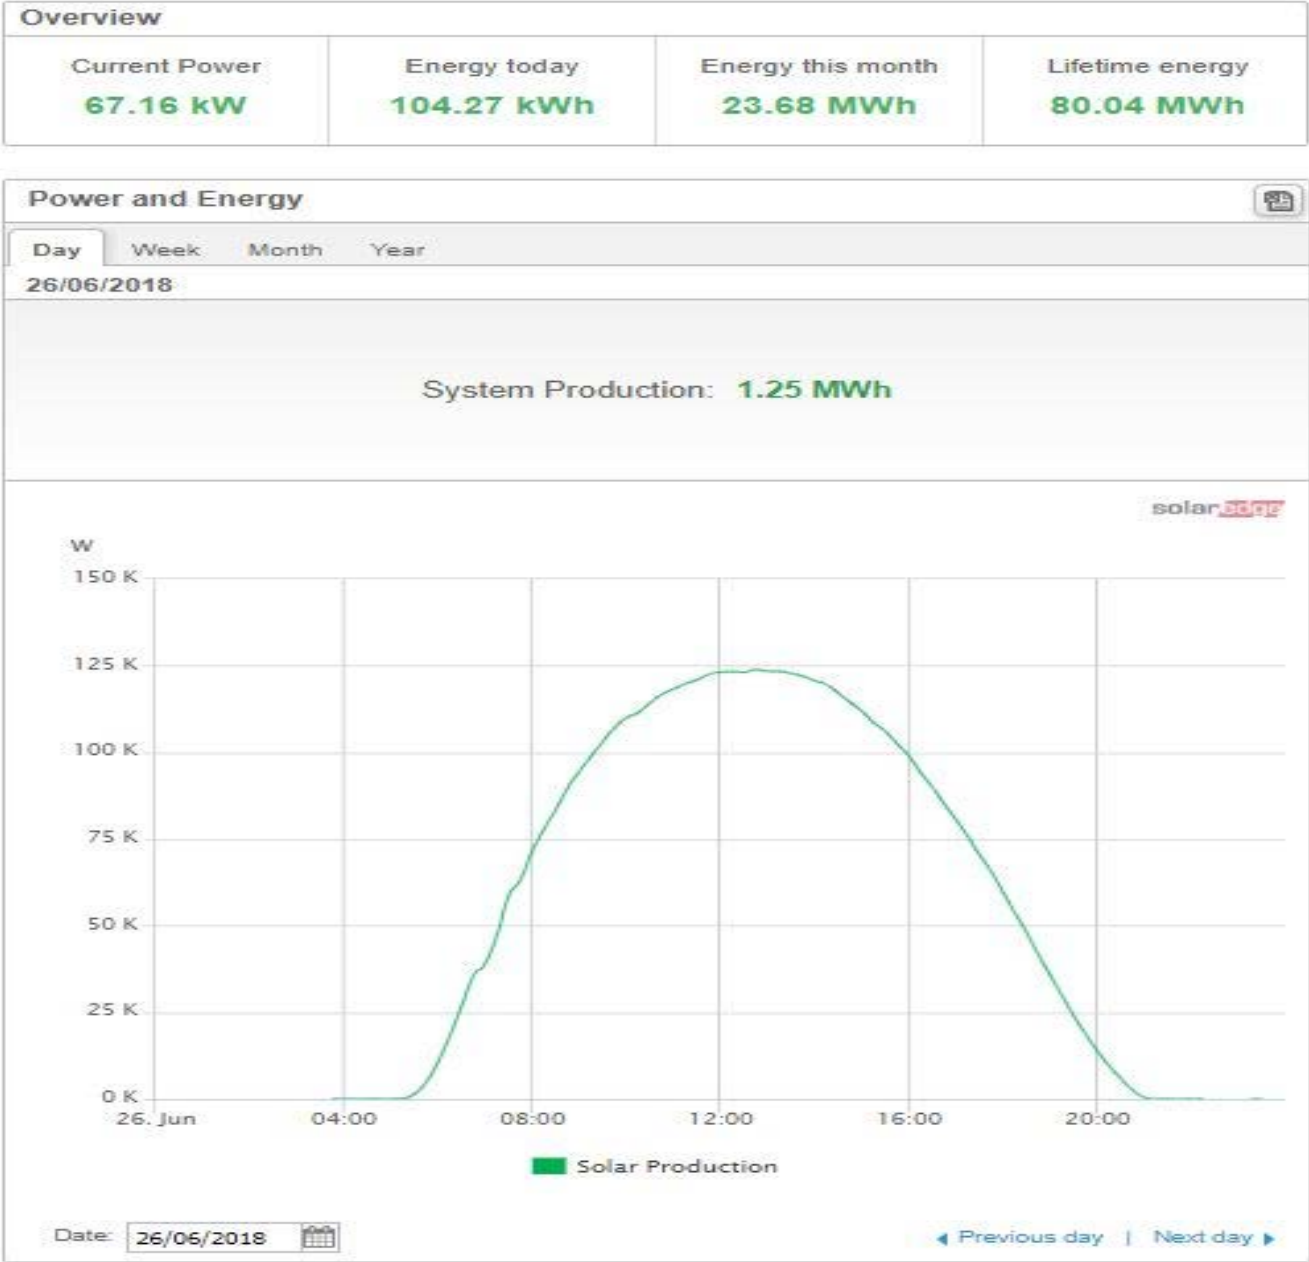 Overview
Current Power Energy today Energy this month Lifetime energy
67.16 kW 104.27 kWh 23.68 MWh 80.04 MWh
Power and Energy
Day Week Month Year
26/06/2018
System Production: 1.25 MWh
solaredge
W
150 K
125 K
100 K
75 K
50 K
25 K
0 K
26. Jun 04:00 08:00 12:00 16:00 20:00
Solar Production
Date: 26/06/2018 Previous day | Next day